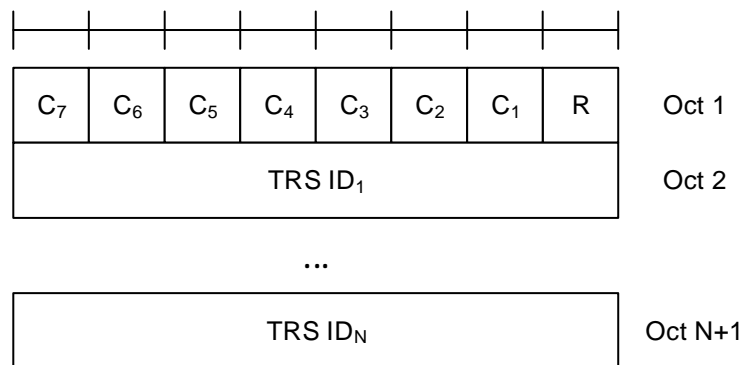 C₇ C₆ C₅ C₄ C₃ C₂ C₁ R Oct 1
TRS ID₁ Oct 2
...
TRS IDN Oct N+1